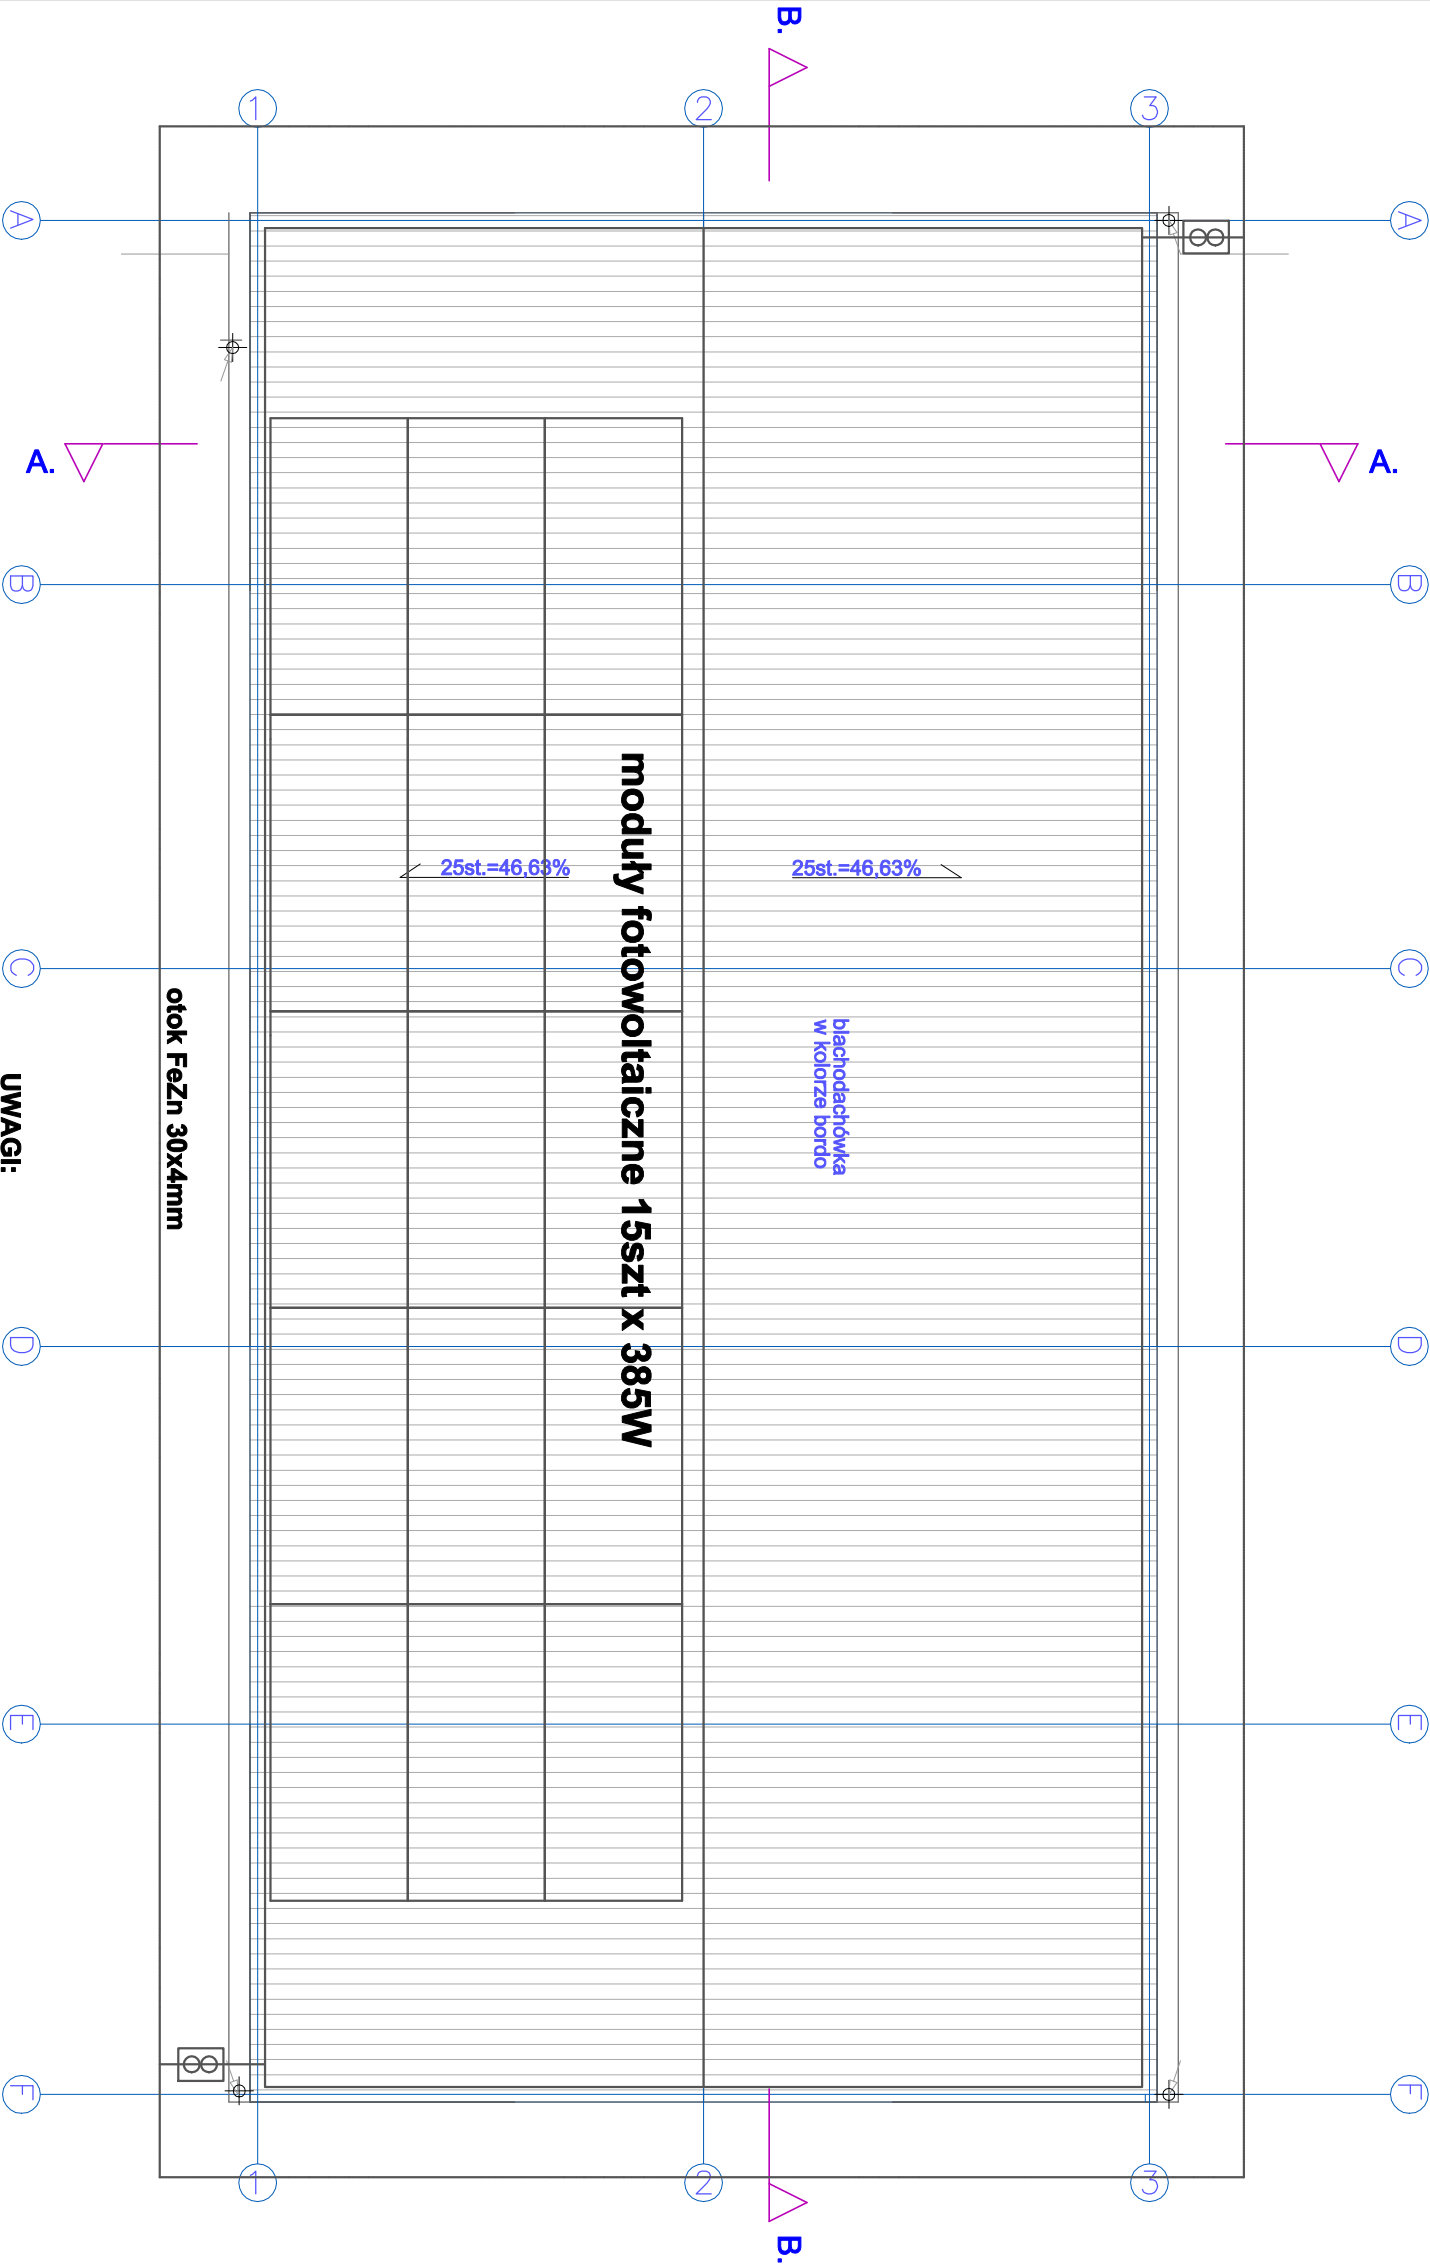 B.
1
2
3
A
A
A.
A.
B
B
moduły fotowoltaiczne 15szt x 385W
25st.=46,63%
25st.=46,63%
C
C
otok FeZn 30x4mm
blachodachówka
w kolorze bordo
UWAGI:
D
D
E
E
F
F
1
2
3
B.